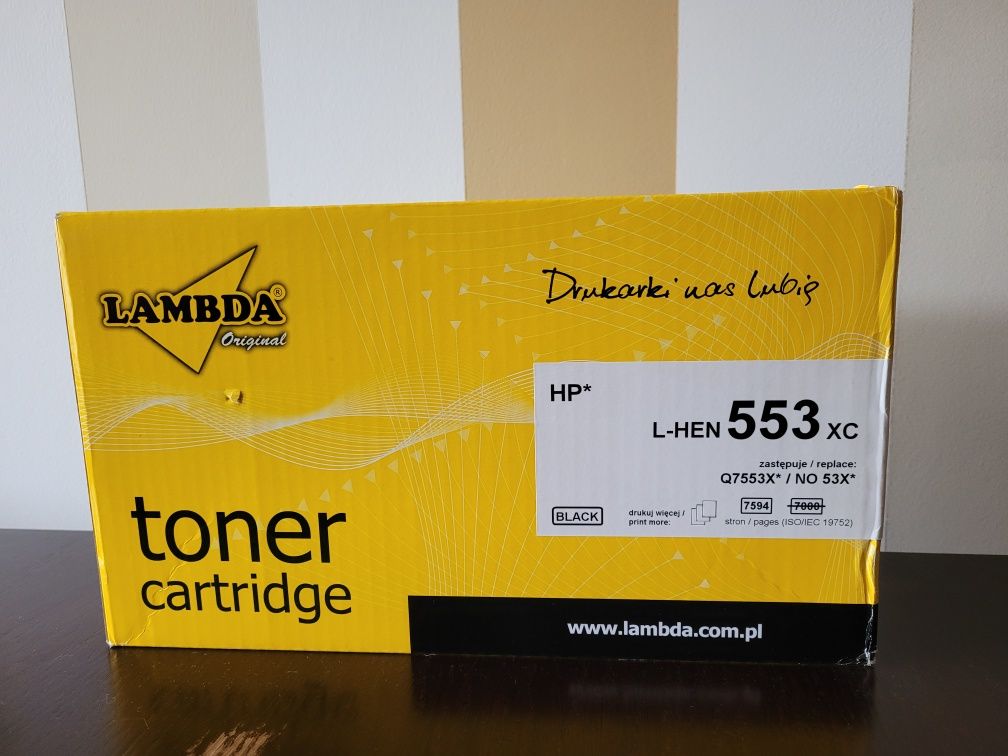 LAMBDA®
Original
Drukarki nas lubią
HP*
L-HEN 553 XC
zastępuje / replace:
Q7553X* / NO 53X*
BLACK
drukuj więcej /
print more:
7594 7000
stron / pages (ISO/IEC 19752)
toner
cartridge
www.lambda.com.pl